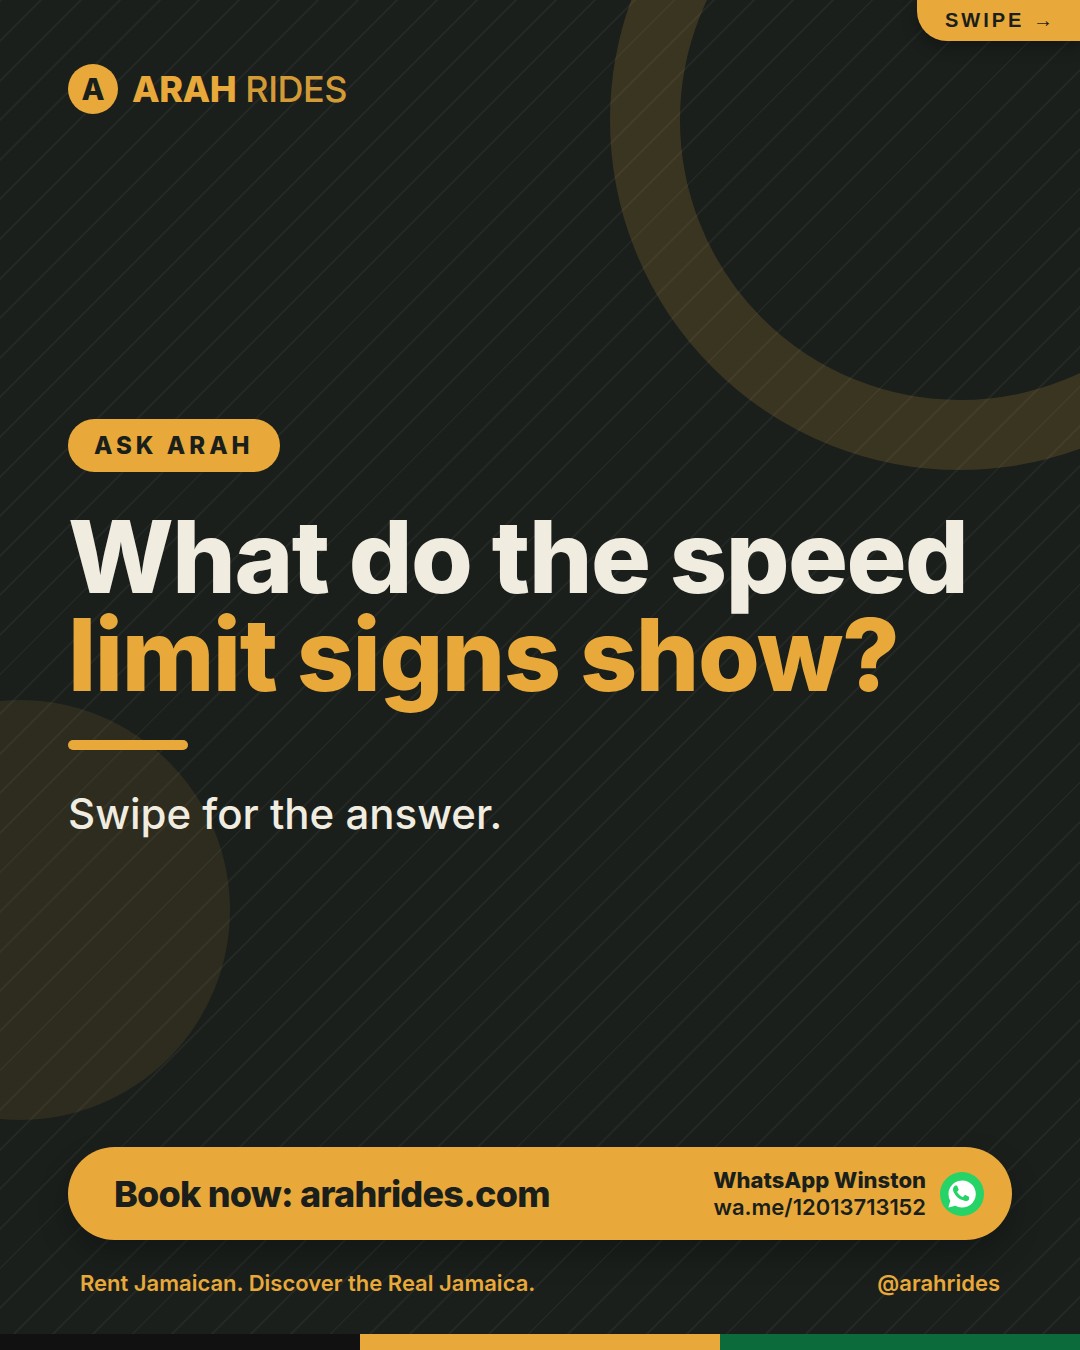 SWIPE →
A ARAH RIDES
ASK ARAH
What do the speed
limit signs show?
Swipe for the answer.
Book now: arahrides.com
WhatsApp Winston
wa.me/12013713152
Rent Jamaican. Discover the Real Jamaica.
@arahrides